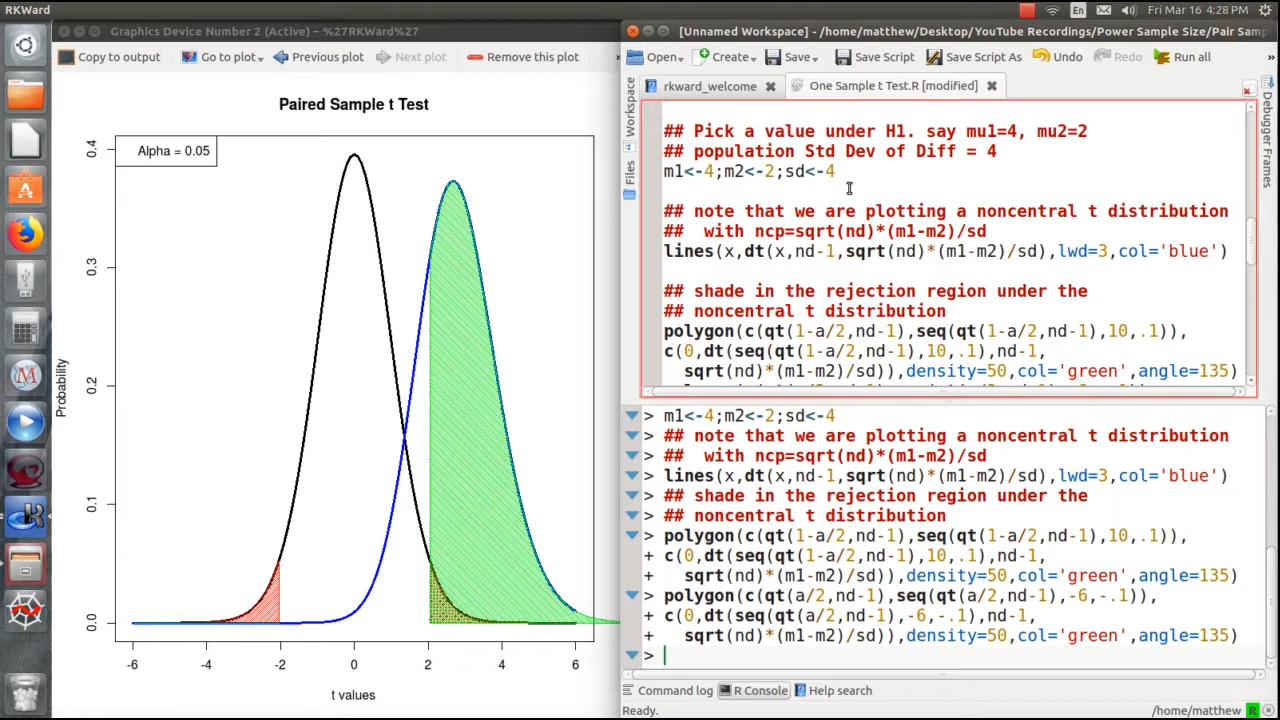 RKWard
En
Fri Mar 16 4:28 PM
Graphics Device Number 2 (Active) – %27RKWard%27
[Unnamed Workspace] - /home/matthew/Desktop/YouTube Recordings/Power Sample Size/Pair Samp
Copy to output
Go to plot
Previous plot
Next plot
Remove this plot
»
Open
Create
Save
Save Script
Save Script As
Undo
Redo
Run all
»
rkward_welcome
One Sample t Test.R [modified]
Workspace
Files
Debugger Frames
Paired Sample t Test
Alpha = 0.05
Probability
0.4
0.3
0.2
0.1
0.0
-6 -4 -2 0 2 4 6
t values
## Pick a value under H1. say mu1=4, mu2=2
## population Std Dev of Diff = 4
m1<-4;m2<-2;sd<-4
## note that we are plotting a noncentral t distribution
##  with ncp=sqrt(nd)*(m1-m2)/sd
lines(x,dt(x,nd-1,sqrt(nd)*(m1-m2)/sd),lwd=3,col='blue')
## shade in the rejection region under the
## noncentral t distribution
polygon(c(qt(1-a/2,nd-1),seq(qt(1-a/2,nd-1),10,.1)),
c(0,dt(seq(qt(1-a/2,nd-1),10,.1),nd-1,
  sqrt(nd)*(m1-m2)/sd)),density=50,col='green',angle=135)
> m1<-4;m2<-2;sd<-4
> ## note that we are plotting a noncentral t distribution
> ##  with ncp=sqrt(nd)*(m1-m2)/sd
> lines(x,dt(x,nd-1,sqrt(nd)*(m1-m2)/sd),lwd=3,col='blue')
> ## shade in the rejection region under the
> ## noncentral t distribution
> polygon(c(qt(1-a/2,nd-1),seq(qt(1-a/2,nd-1),10,.1)),
+ c(0,dt(seq(qt(1-a/2,nd-1),10,.1),nd-1,
+   sqrt(nd)*(m1-m2)/sd)),density=50,col='green',angle=135)
> polygon(c(qt(a/2,nd-1),seq(qt(a/2,nd-1),-6,-.1)),
+ c(0,dt(seq(qt(a/2,nd-1),-6,-.1),nd-1,
+   sqrt(nd)*(m1-m2)/sd)),density=50,col='green',angle=135)
>
Command log
R Console
Help search
Ready.
/home/matthew
R